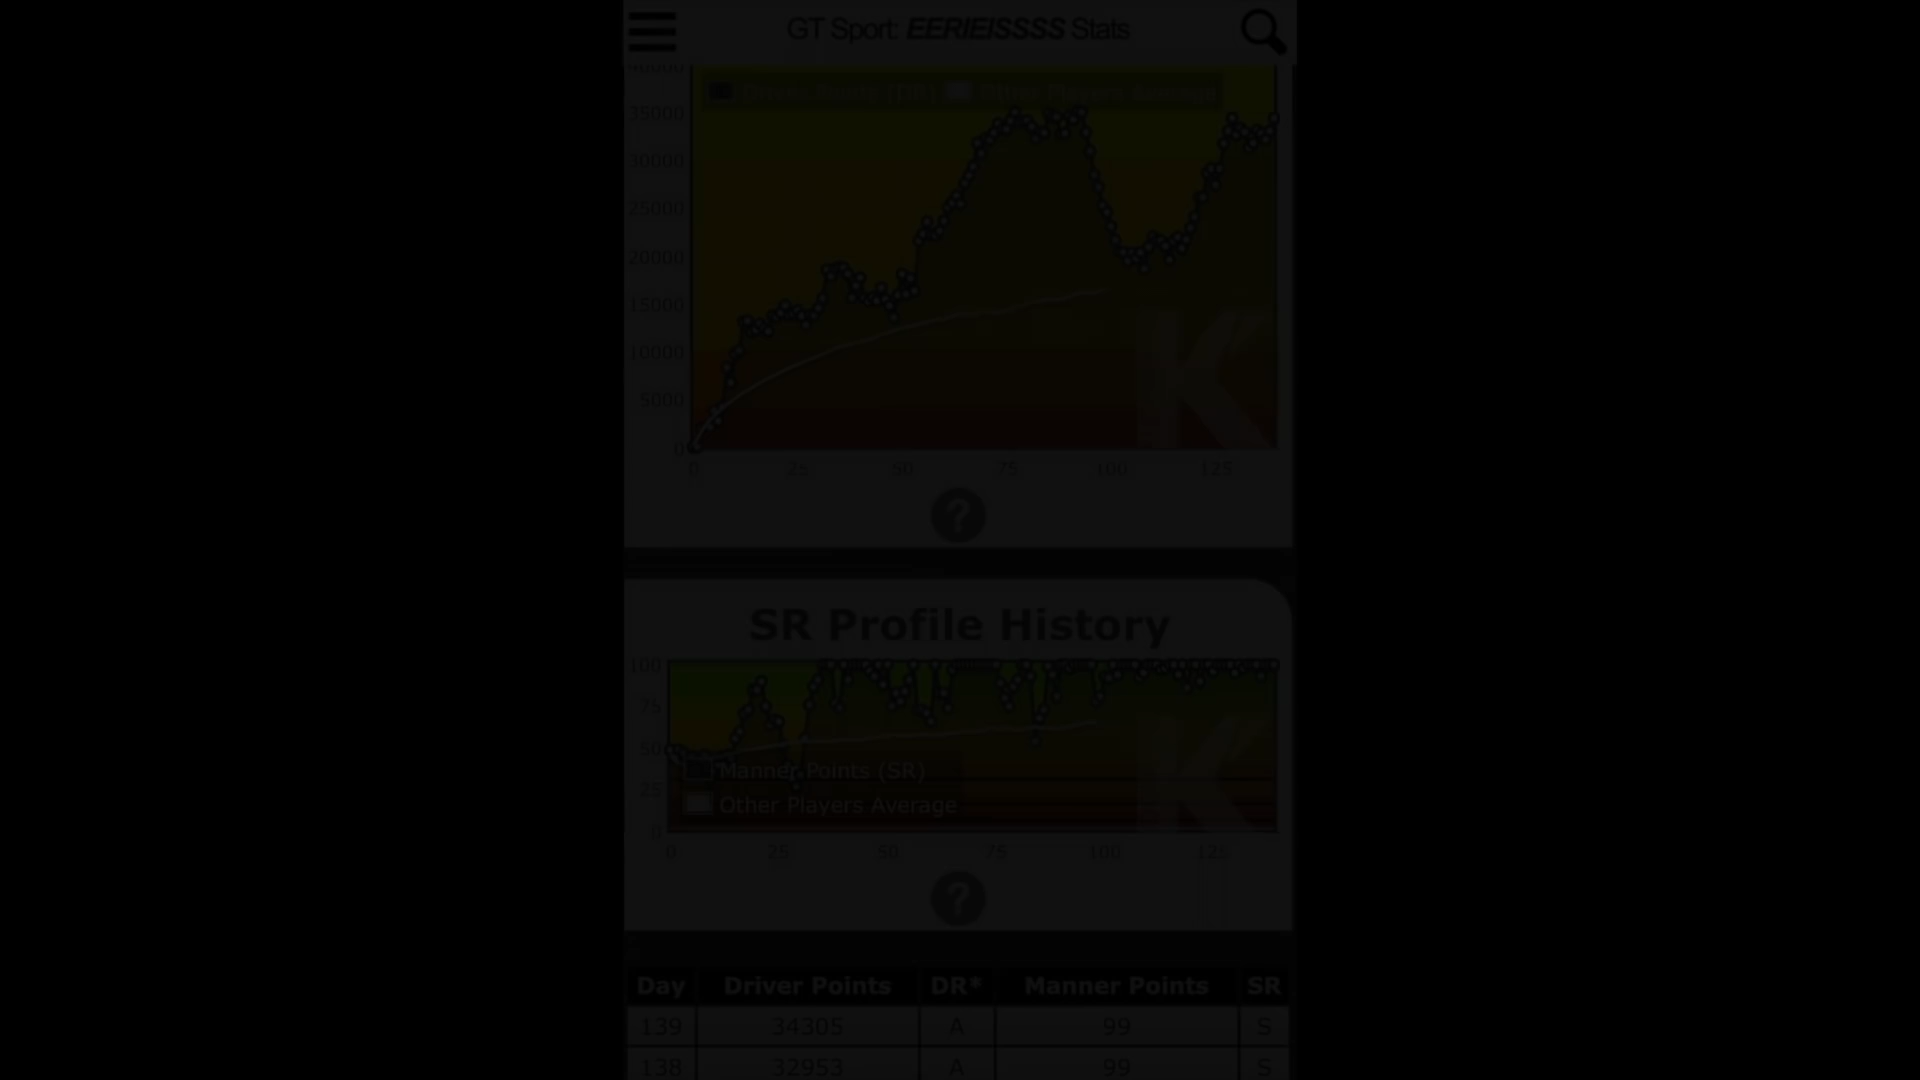 GT Sport: EERIEISSSS Stats
40000
35000
30000
25000
20000
15000
10000
5000
0
0 25 50 75 100 125
?
SR Profile History
100
75
50
25
0
Manner Points (SR)
Other Players Average
0 25 50 75 100 125
?
Day Driver Points DR* Manner Points SR
139 34305 A 99 S
138 32953 A 99 S